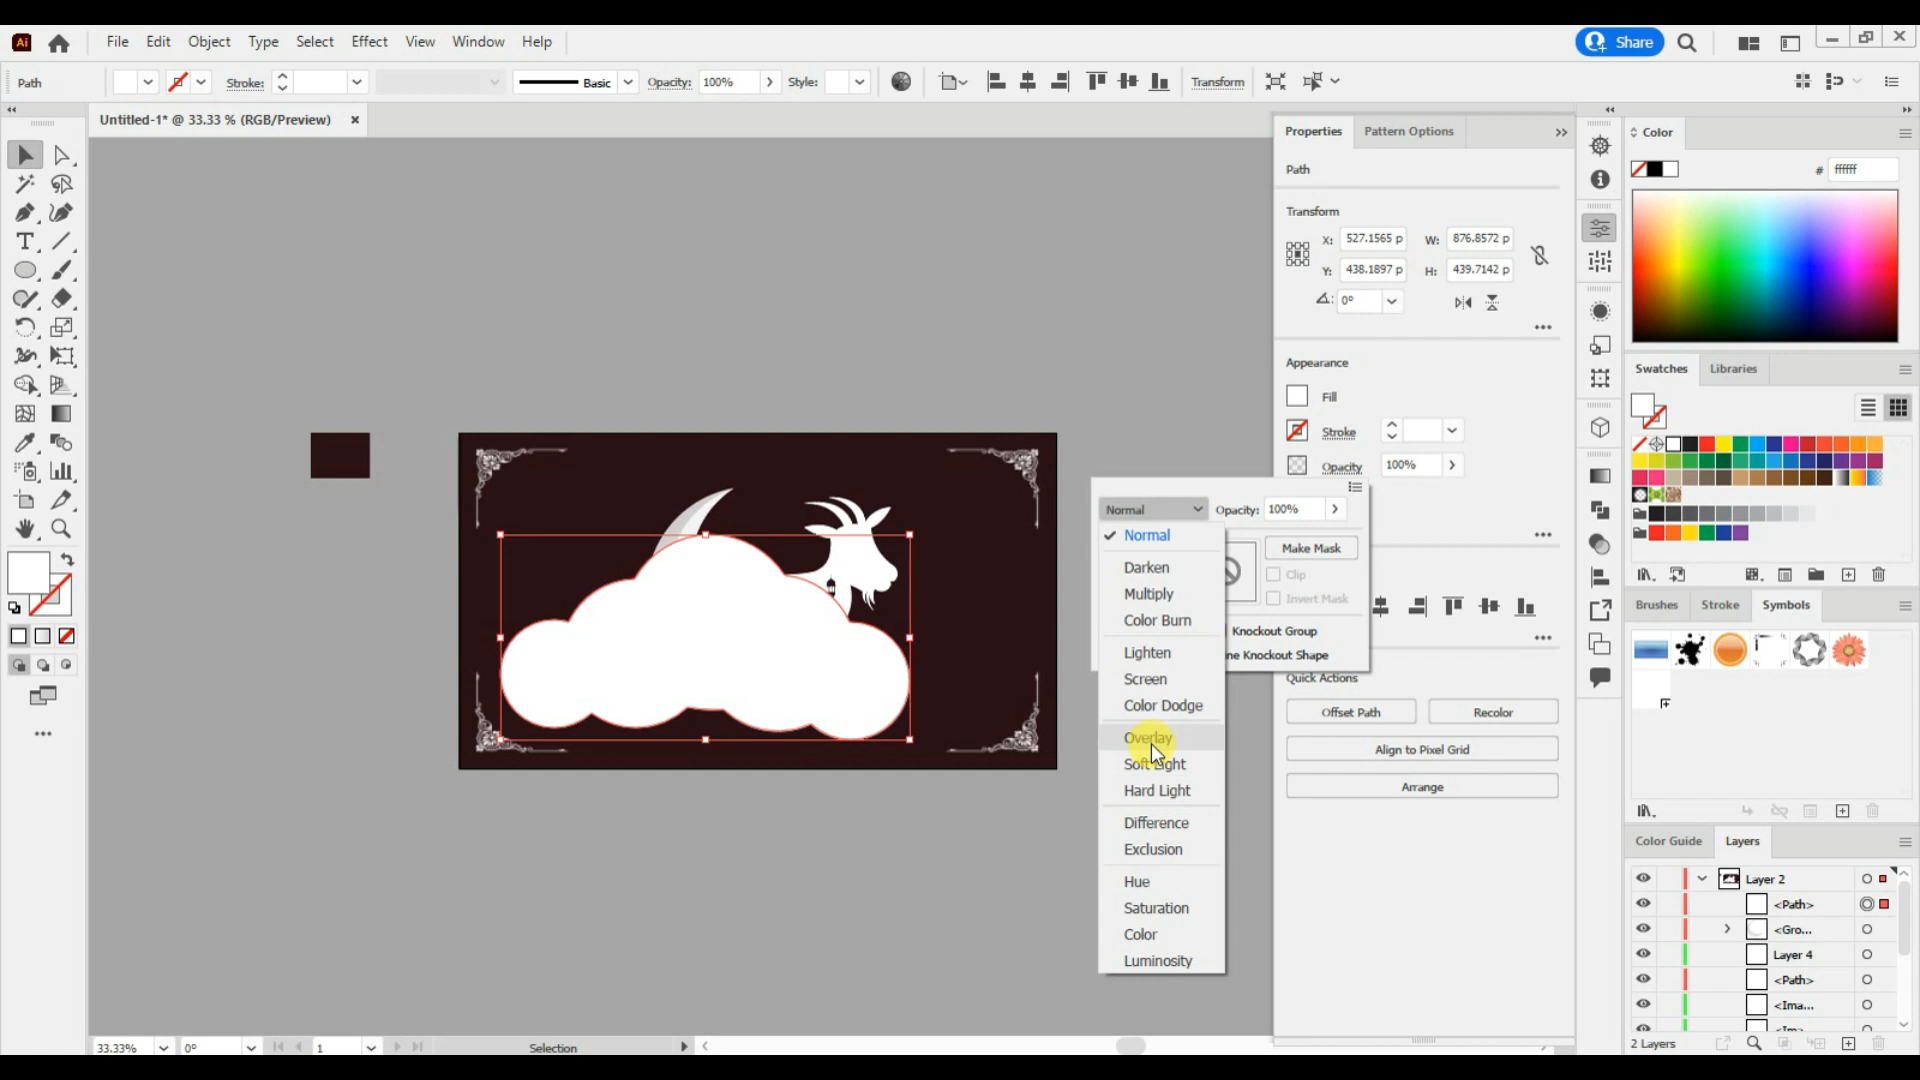 Ai File Edit Object Type Select Effect View Window Help Share
Path Stroke: Basic Opacity: 100% Style: Transform
Untitled-1* @ 33.33 % (RGB/Preview)
Properties Pattern Options
Path
Transform
X: 527.1565 p W: 876.8572 p
Y: 438.1897 p H: 439.7142 p
0°
Appearance
Fill
Stroke
Opacity 100%
Normal Opacity: 100%
Make Mask
Clip
Invert Mask
Knockout Group
ne Knockout Shape
Normal
Darken
Multiply
Color Burn
Lighten
Screen
Color Dodge
Overlay
Soft Light
Hard Light
Difference
Exclusion
Hue
Saturation
Color
Luminosity
Quick Actions
Offset Path Recolor
Align to Pixel Grid
Arrange
Color
# ffffff
Swatches Libraries
Brushes Stroke Symbols
Color Guide Layers
Layer 2
<Path>
<Gro...
Layer 4
<Path>
<Ima...
2 Layers
33.33% 0° 1 Selection